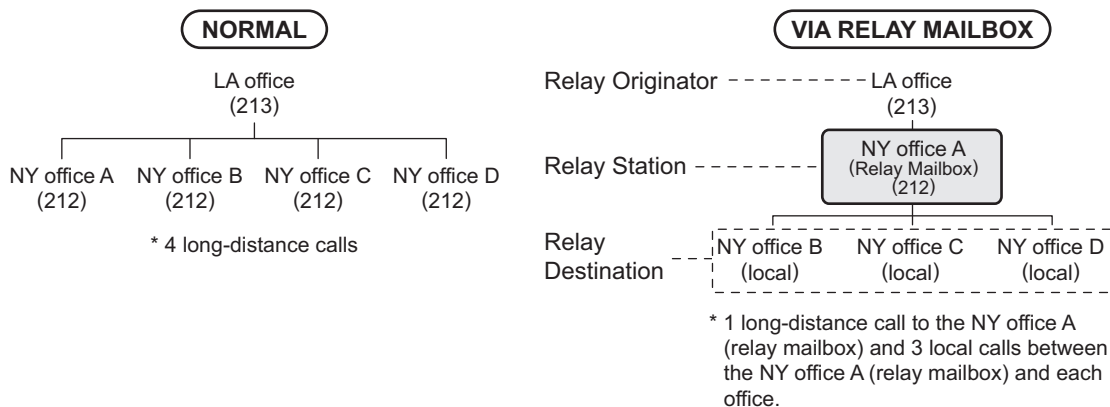 NORMAL
LA office
(213)
NY office A NY office B NY office C NY office D
(212) (212) (212) (212)
* 4 long-distance calls
VIA RELAY MAILBOX
Relay Originator LA office
(213)
Relay Station NY office A
(Relay Mailbox)
(212)
Relay
Destination
NY office B NY office C NY office D
(local) (local) (local)
* 1 long-distance call to the NY office A
(relay mailbox) and 3 local calls between
the NY office A (relay mailbox) and each
office.